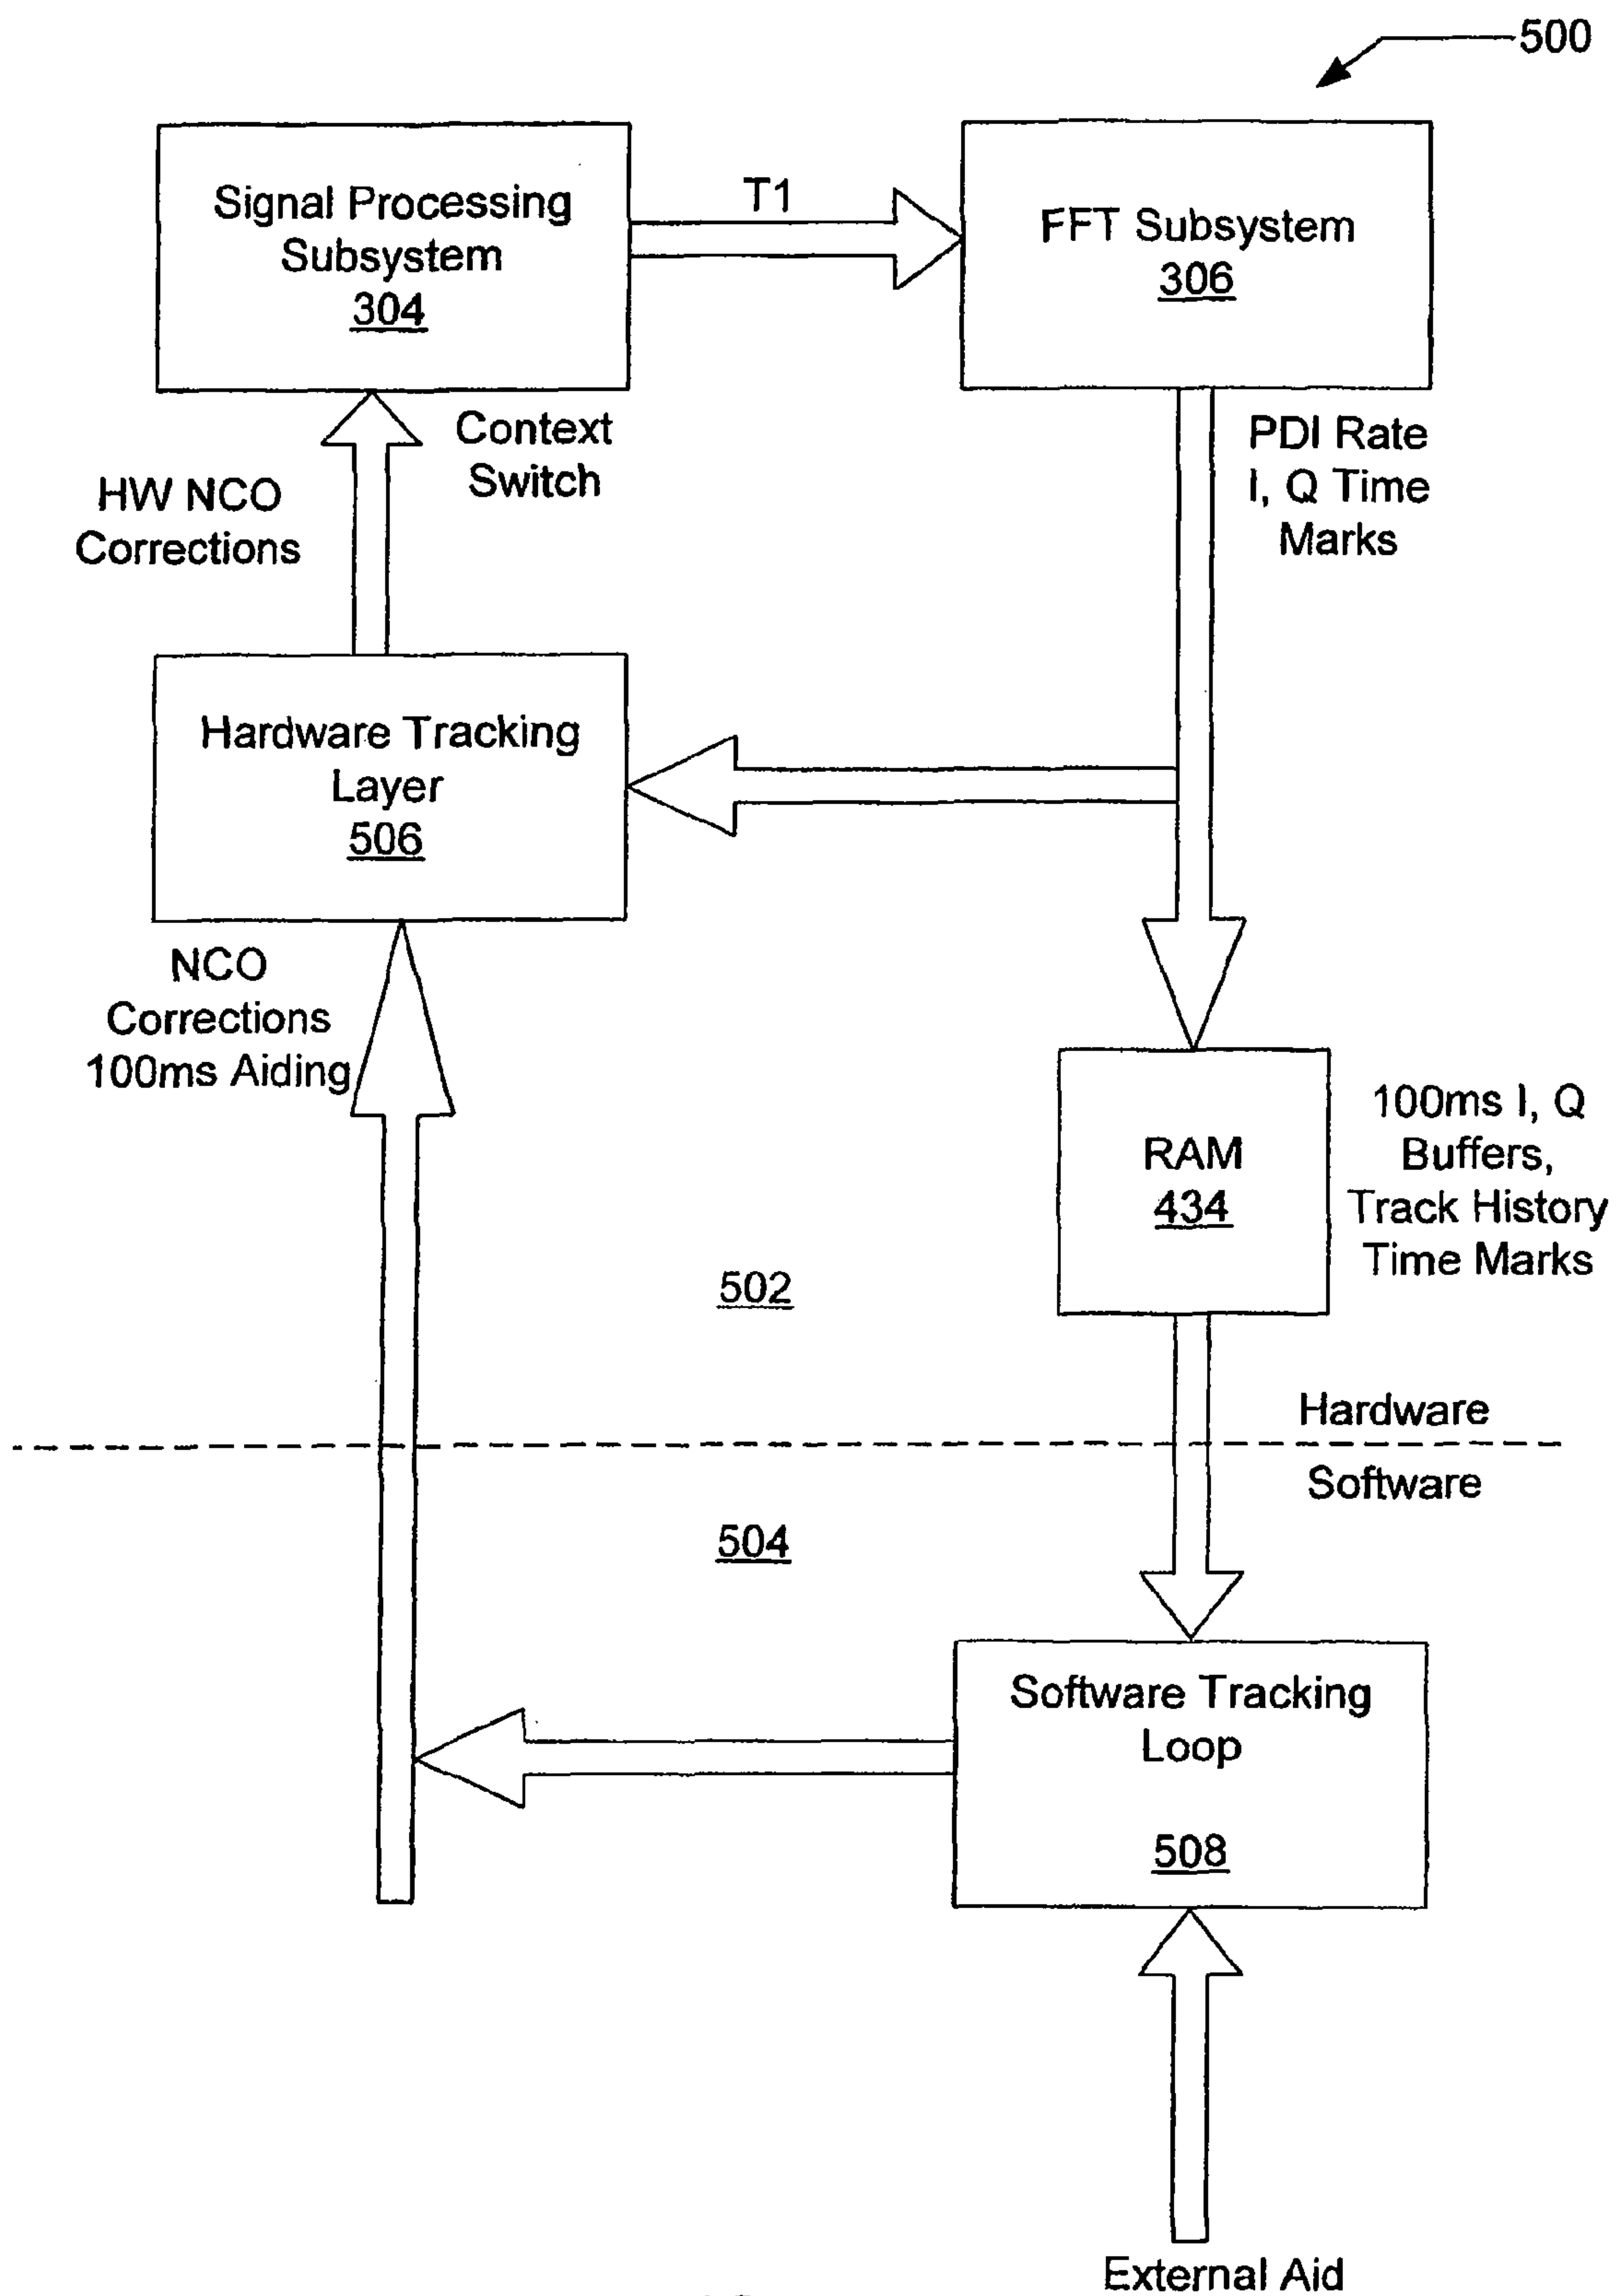 500
Signal Processing
Subsystem
304
T1
FFT Subsystem
306
HW NCO
Corrections
Context
Switch
PDI Rate
I, Q Time
Marks
Hardware Tracking
Layer
506
NCO
Corrections
100ms Aiding
RAM
434
100ms I, Q
Buffers,
Track History
Time Marks
502
Hardware
Software
504
Software Tracking
Loop
508
External Aid